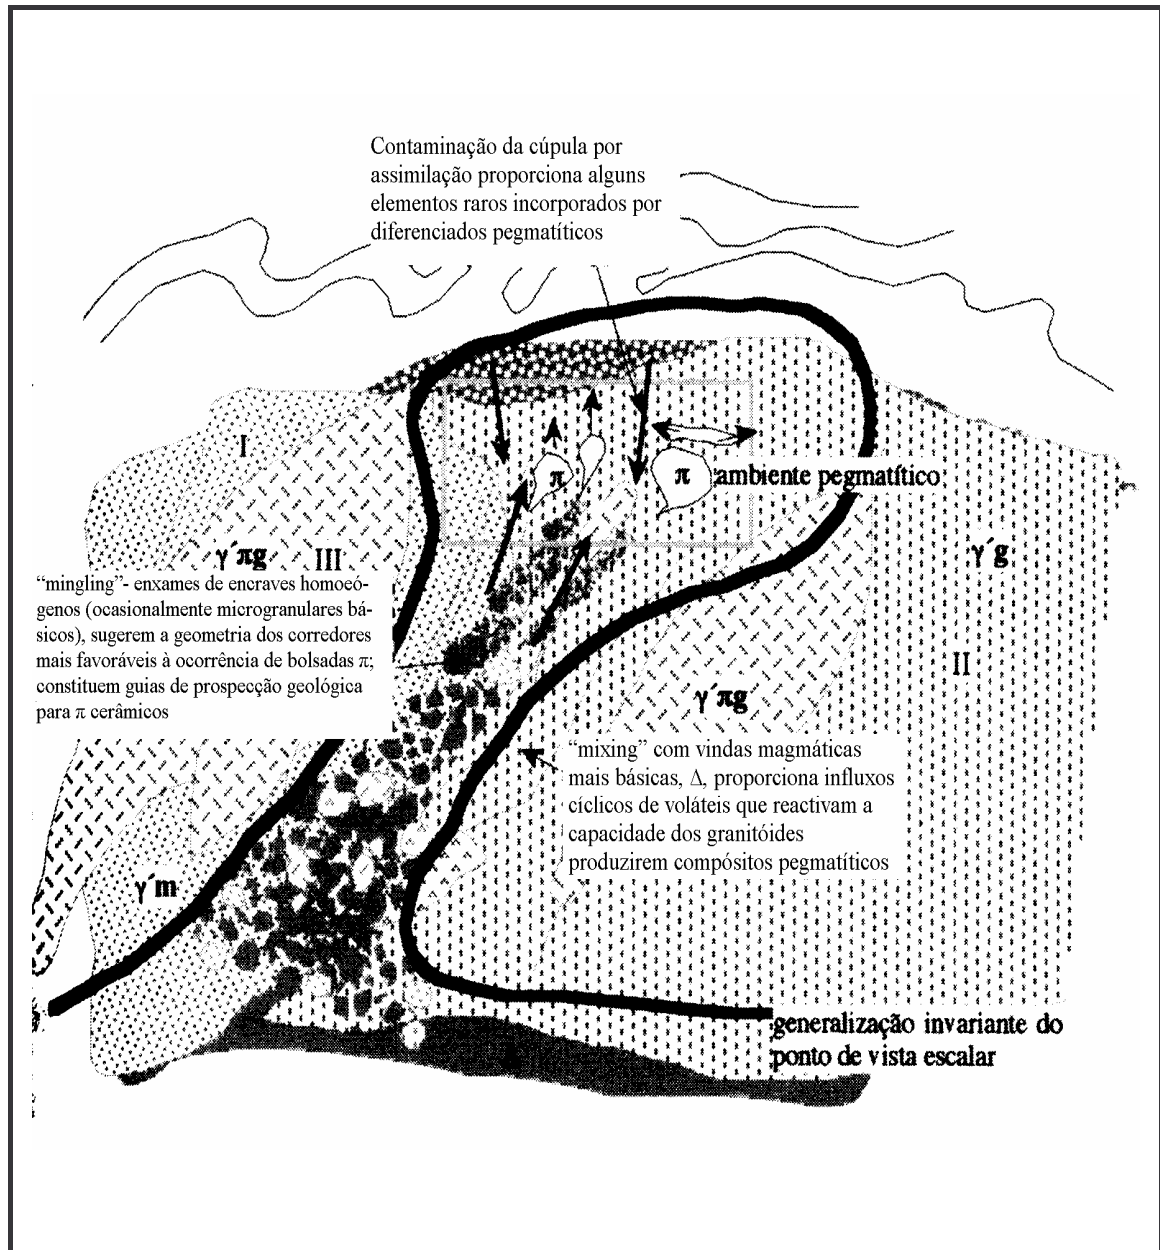 Contaminação da cúpula por
assimilação proporciona alguns
elementos raros incorporados por
diferenciados pegmatíticos
I
π
π
ambiente pegmatítico
γ´πg
III
γ´g
“mingling”- enxames de encraves homoeó-
genos (ocasionalmente microgranulares bá-
sicos), sugerem a geometria dos corredores
mais favoráveis à ocorrência de bolsadas π;
constituem guias de prospecção geológica
para π cerâmicos
II
γ´πg
“mixing” com vindas magmáticas
mais básicas, Δ, proporciona influxos
cíclicos de voláteis que reactivam a
capacidade dos granitóides
produzirem compósitos pegmatíticos
γ´m
generalização invariante do
ponto de vista escalar